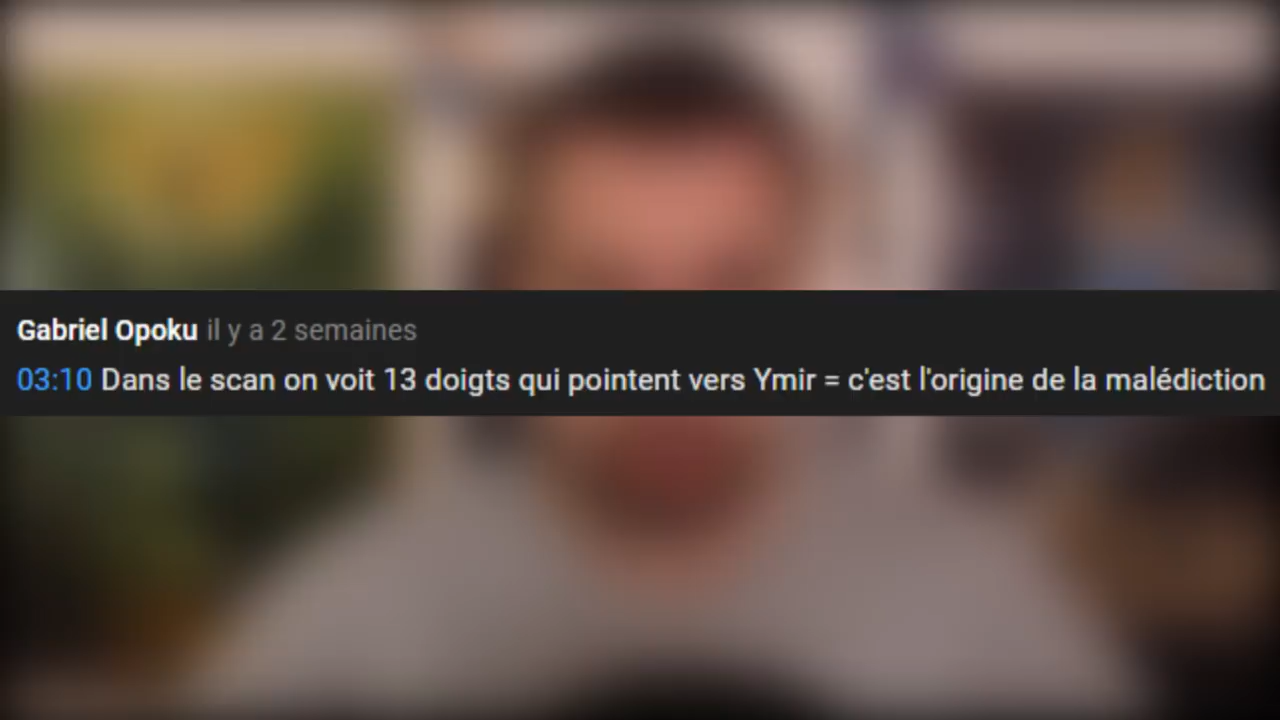 Gabriel Opoku il y a 2 semaines
03:10 Dans le scan on voit 13 doigts qui pointent vers Ymir = c'est l'origine de la malédiction